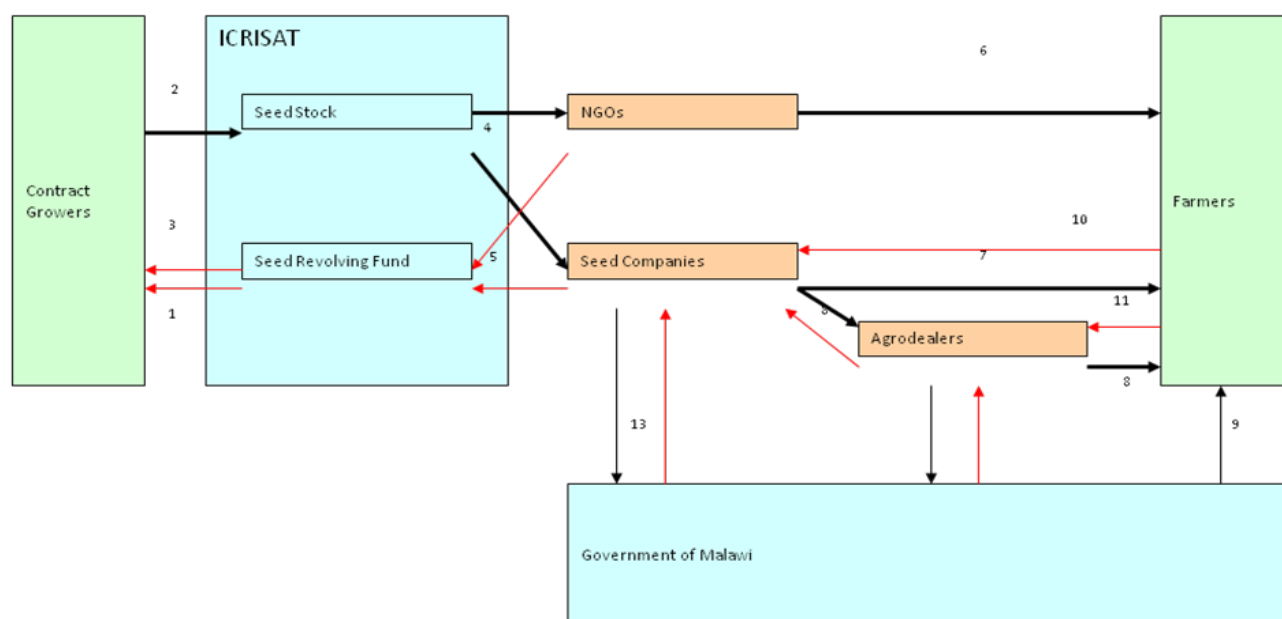 ICRISAT
6
2
Seed Stock
NGOs
4
Contract
Growers
Farmers
3
10
Seed Revolving Fund
5
Seed Companies
7
1
11
Agrodealers
8
13
9
Government of Malawi